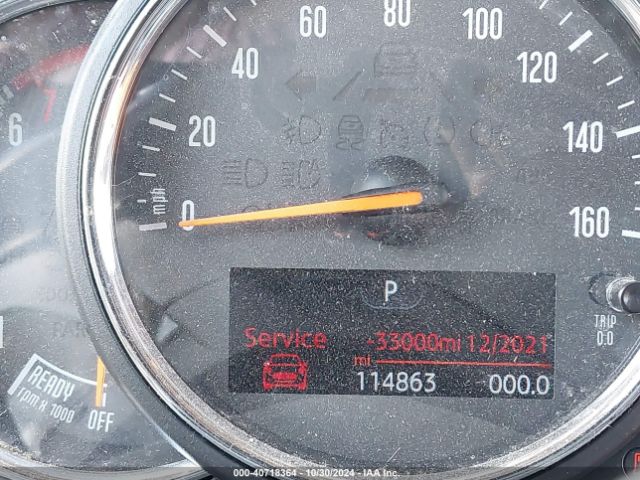 60 80 100
40 120
7
6 20 140
mph 0 160
P
TRIP
0.0
Service -33000mi 12/2021
mi
114863 000.0
READY
rpm x 1000 OFF
© 40718364 - 10/30/2024 - IAA Inc.